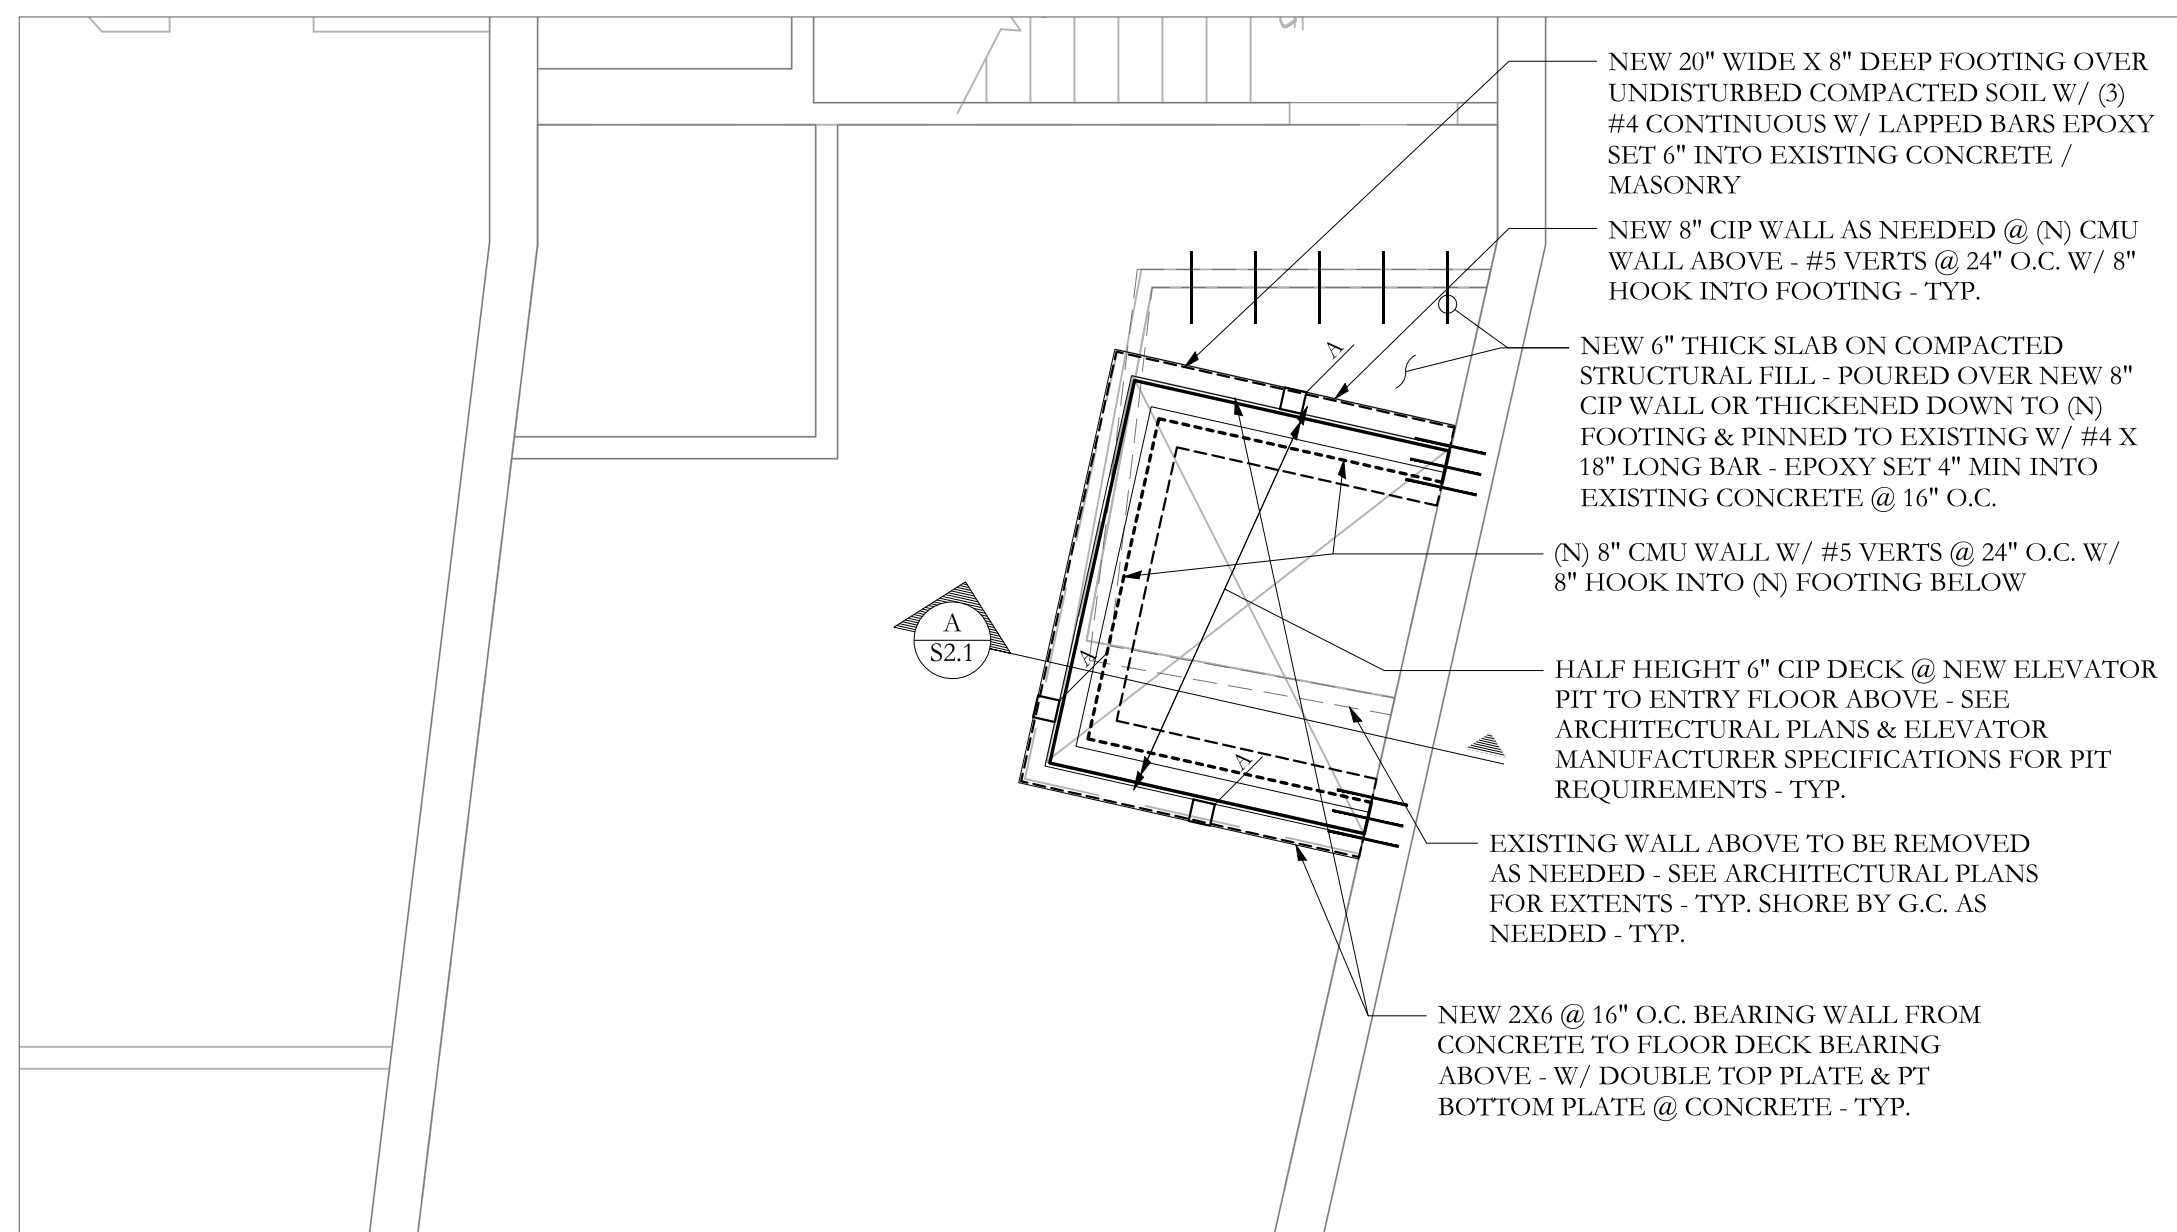 NEW 20" WIDE X 8" DEEP FOOTING OVER
UNDISTURBED COMPACTED SOIL W/ (3)
#4 CONTINUOUS W/ LAPPED BARS EPOXY
SET 6" INTO EXISTING CONCRETE /
MASONRY
NEW 8" CIP WALL AS NEEDED @ (N) CMU
WALL ABOVE - #5 VERTS @ 24" O.C. W/ 8"
HOOK INTO FOOTING - TYP.
NEW 6" THICK SLAB ON COMPACTED
STRUCTURAL FILL - POURED OVER NEW 8"
CIP WALL OR THICKENED DOWN TO (N)
FOOTING & PINNED TO EXISTING W/ #4 X
18" LONG BAR - EPOXY SET 4" MIN INTO
EXISTING CONCRETE @ 16" O.C.
(N) 8" CMU WALL W/ #5 VERTS @ 24" O.C. W/
8" HOOK INTO (N) FOOTING BELOW
HALF HEIGHT 6" CIP DECK @ NEW ELEVATOR
PIT TO ENTRY FLOOR ABOVE - SEE
ARCHITECTURAL PLANS & ELEVATOR
MANUFACTURER SPECIFICATIONS FOR PIT
REQUIREMENTS - TYP.
EXISTING WALL ABOVE TO BE REMOVED
AS NEEDED - SEE ARCHITECTURAL PLANS
FOR EXTENTS - TYP. SHORE BY G.C. AS
NEEDED - TYP.
NEW 2X6 @ 16" O.C. BEARING WALL FROM
CONCRETE TO FLOOR DECK BEARING
ABOVE - W/ DOUBLE TOP PLATE & PT
BOTTOM PLATE @ CONCRETE - TYP.
A
S2.1
A
A
A